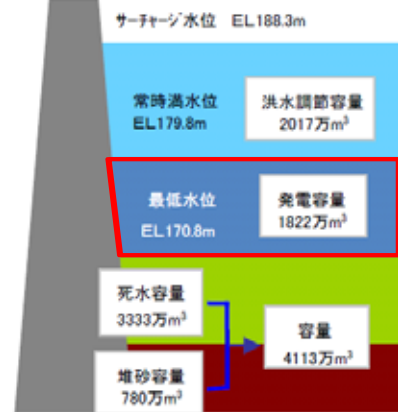 サーチャージ水位 EL188.3m
常時満水位
EL179.8m
洪水調節容量
2017万m³
最低水位
EL170.8m
発電容量
1822万m³
死水容量
3333万m³
容量
4113万m³
堆砂容量
780万m³